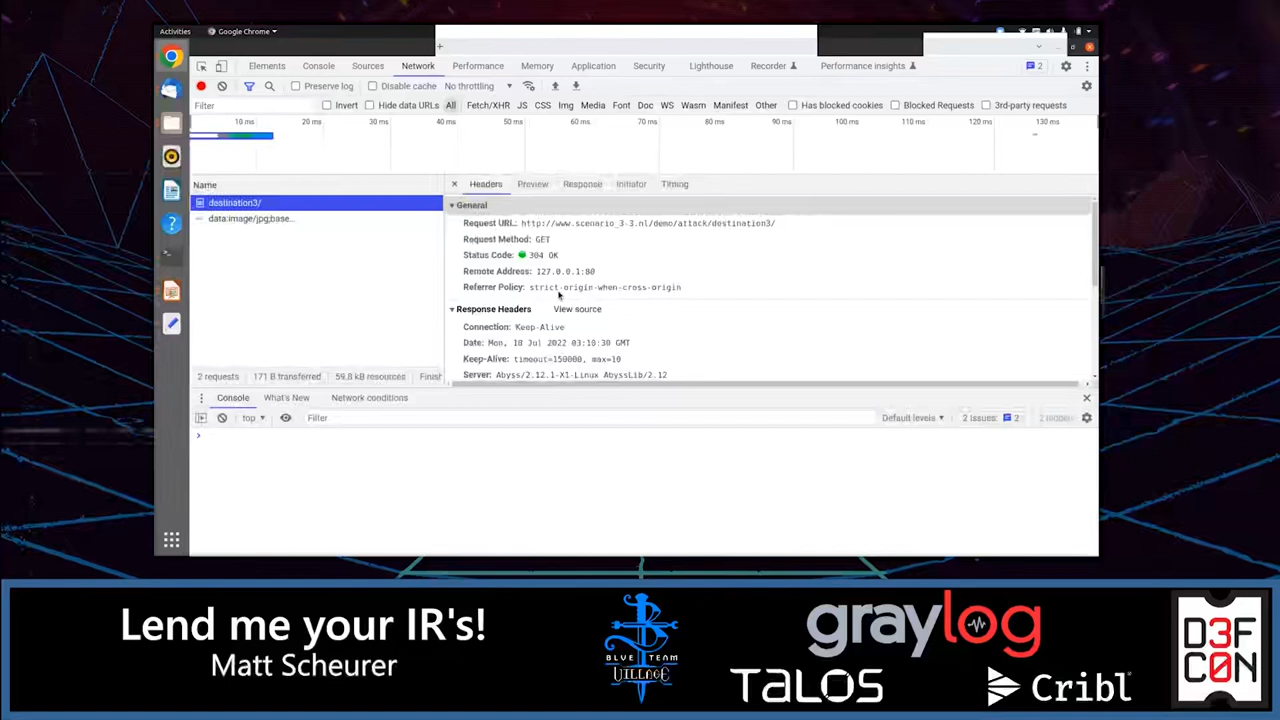 Activities Google Chrome
Elements Console Sources Network Performance Memory Application Security Lighthouse Recorder Performance insights 2
Preserve log Disable cache No throttling
Filter Invert Hide data URLs All Fetch/XHR JS CSS Img Media Font Doc WS Wasm Manifest Other Has blocked cookies Blocked Requests 3rd-party requests
10 ms 20 ms 30 ms 40 ms 50 ms 60 ms 70 ms 80 ms 90 ms 100 ms 110 ms 120 ms 130 ms
Name
destination3/
data:image/jpg;base...
2 requests 171 B transferred 59.8 kB resources Finish
Headers Preview Response Initiator Timing
General
Request URL: http://www.scenario_3-3.nl/demo/attack/destination3/
Request Method: GET
Status Code: 304 OK
Remote Address: 127.0.0.1:80
Referrer Policy: strict-origin-when-cross-origin
Response Headers View source
Connection: Keep-Alive
Date: Mon, 18 Jul 2022 03:10:30 GMT
Keep-Alive: timeout=150000, max=10
Server: Abyss/2.12.1-X1-Linux AbyssLib/2.12
Console What's New Network conditions
top Filter Default levels 2 Issues: 2
Lend me your IR's!
Matt Scheurer
BLUE TEAM
VILLAGE
graylog
TALOS
Cribl
D3F
C0N